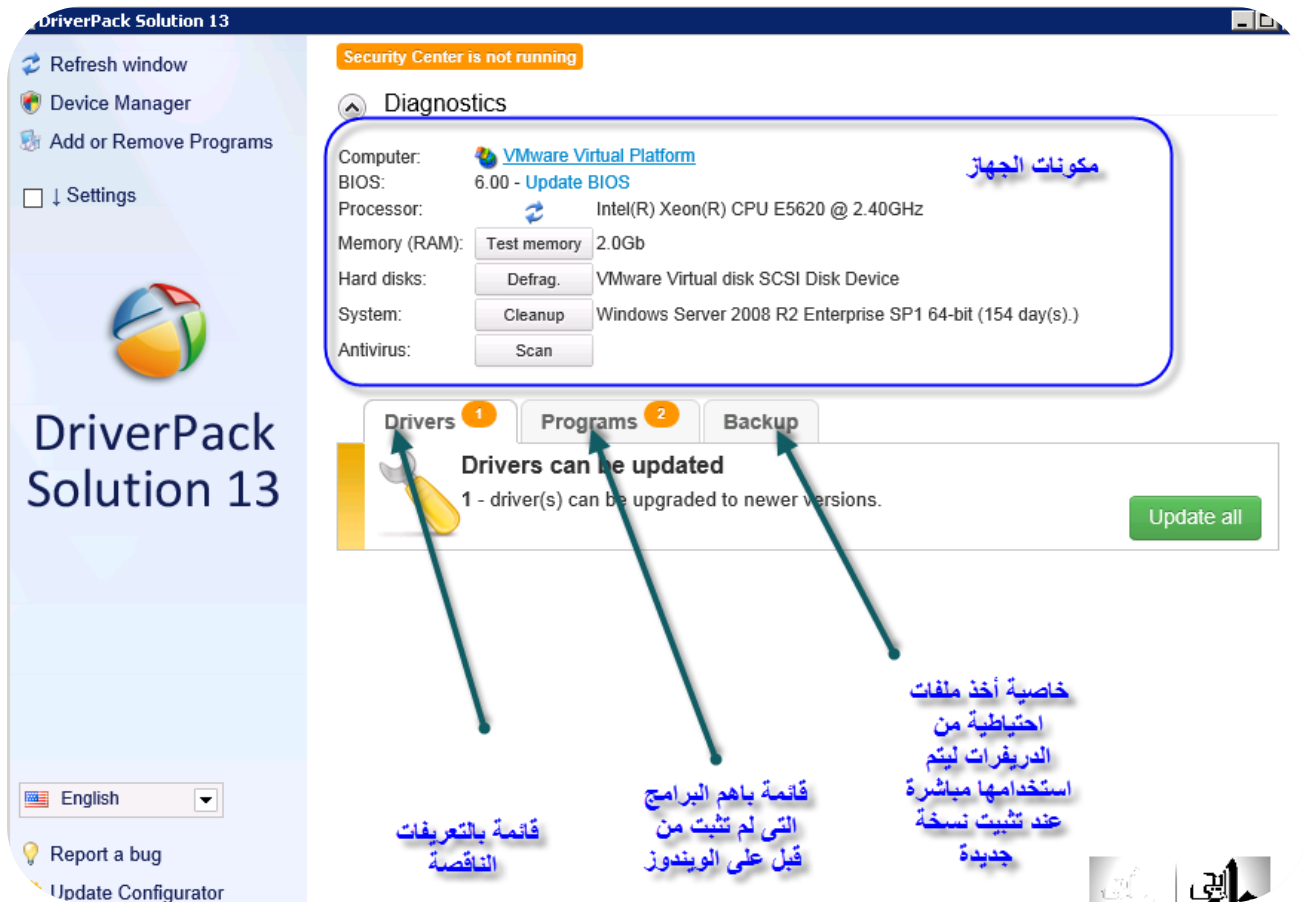 DriverPack Solution 13
Refresh window
Device Manager
Add or Remove Programs
↓ Settings
DriverPack
Solution 13
English
Report a bug
Update Configurator
Security Center is not running
Diagnostics
مكونات الجهاز
Computer: VMware Virtual Platform
BIOS: 6.00 - Update BIOS
Processor: Intel(R) Xeon(R) CPU E5620 @ 2.40GHz
Memory (RAM): Test memory 2.0Gb
Hard disks: Defrag. VMware Virtual disk SCSI Disk Device
System: Cleanup Windows Server 2008 R2 Enterprise SP1 64-bit (154 day(s).)
Antivirus: Scan
Drivers 1 Programs 2 Backup
Drivers can be updated
1 - driver(s) can be upgraded to newer versions.
Update all
قائمة بالتعريفات
الناقصة
قائمة باهم البرامج
التى لم تثبت من
قبل على الويندوز
خاصية أخذ ملفات
احتياطية من
الدريفرات ليتم
استخدامها مباشرة
عند تثبيت نسخة
جديدة